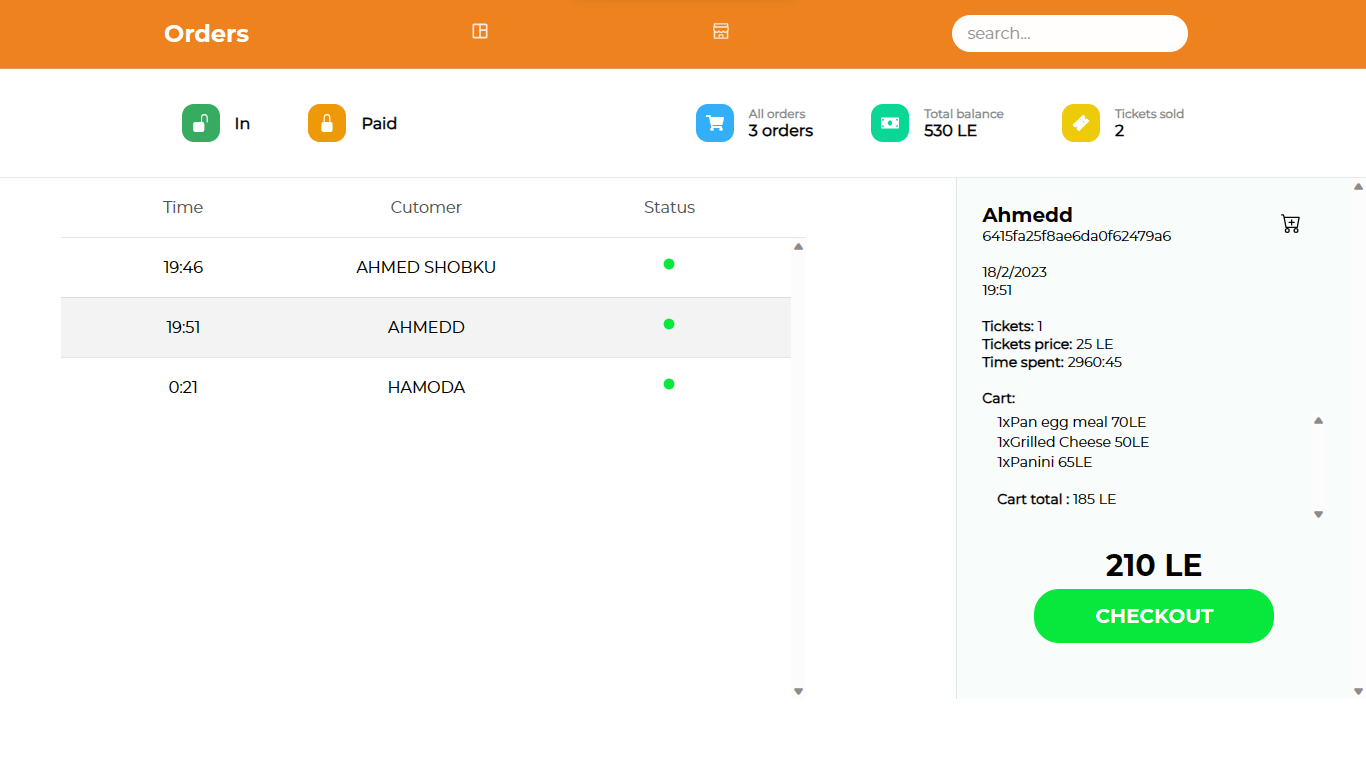 Orders
search...
In
Paid
All orders
3 orders
Total balance
530 LE
Tickets sold
2
Time Cutomer Status
19:46 AHMED SHOBKU
19:51 AHMEDD
0:21 HAMODA
Ahmedd
6415fa25f8ae6da0f62479a6
18/2/2023
19:51
Tickets: 1
Tickets price: 25 LE
Time spent: 2960:45
Cart:
1xPan egg meal 70LE
1xGrilled Cheese 50LE
1xPanini 65LE
Cart total : 185 LE
210 LE
CHECKOUT